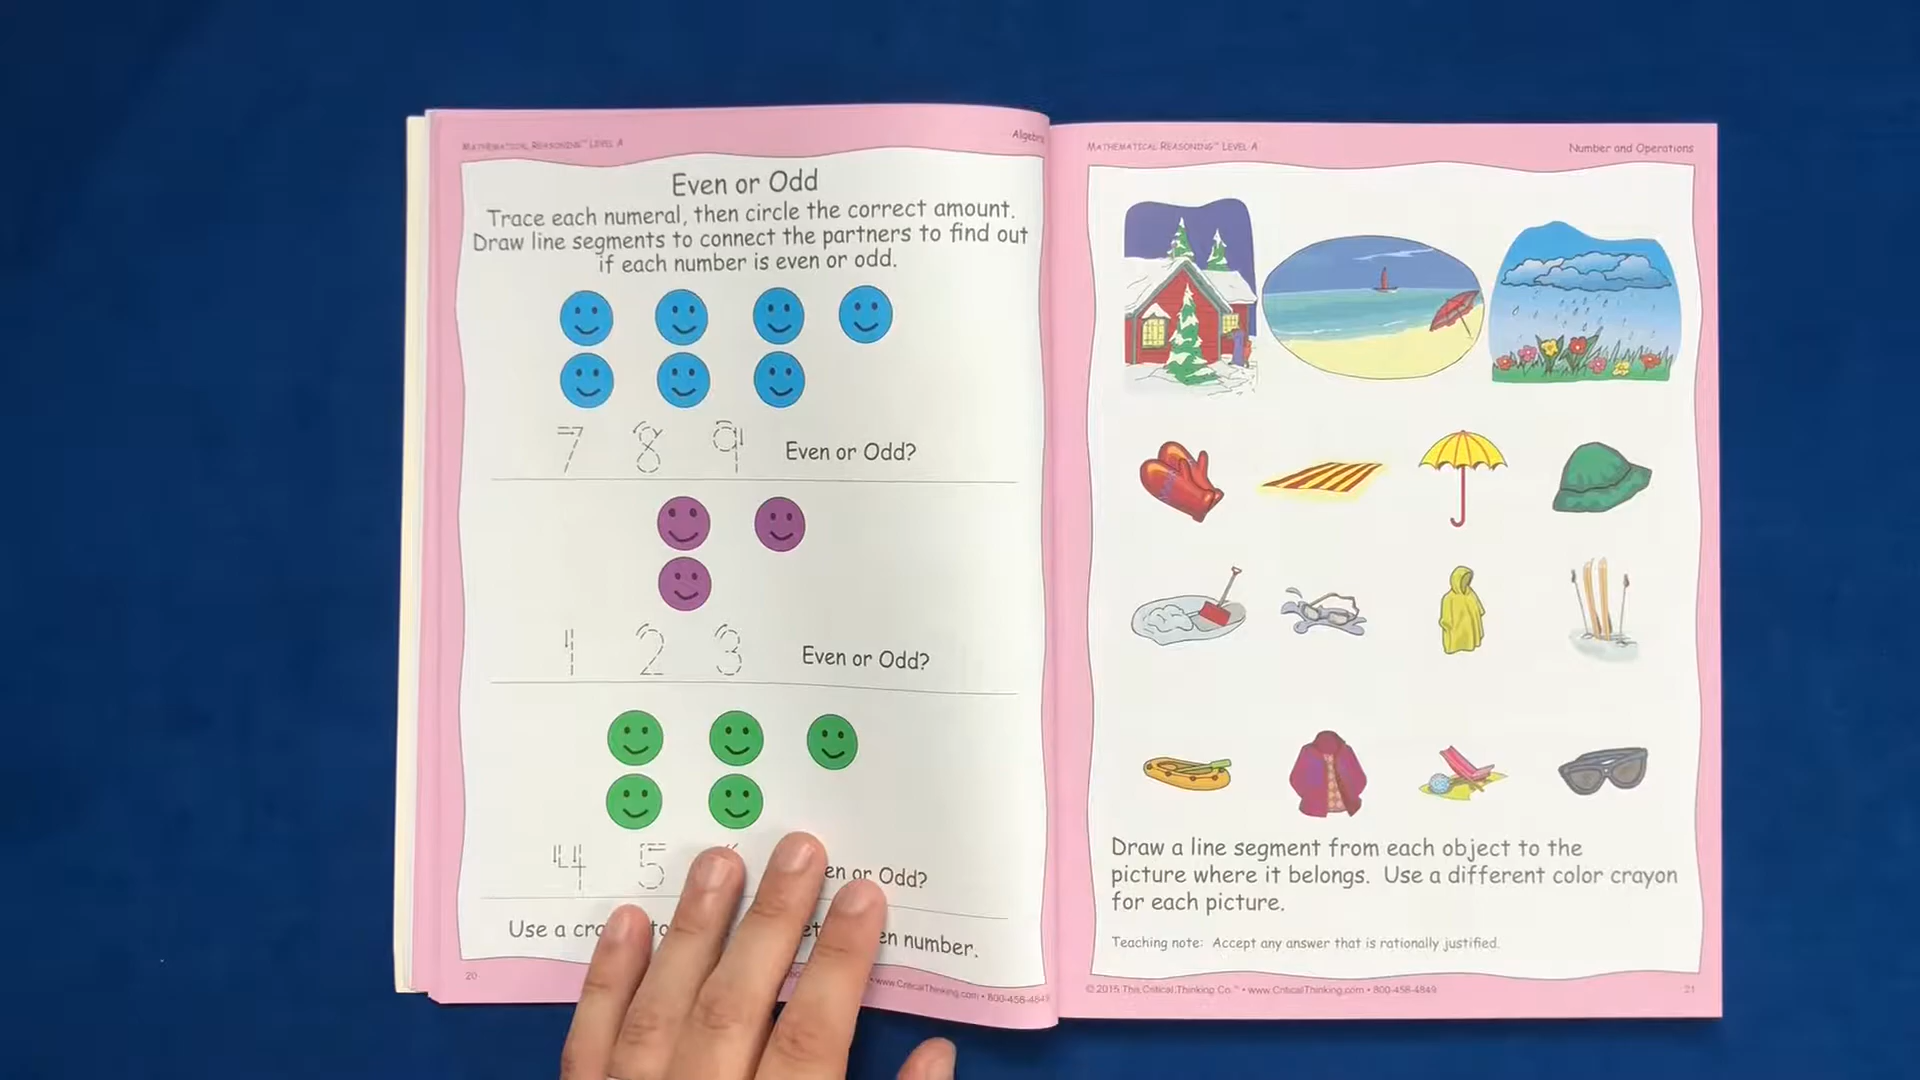 MATHEMATICAL REASONING™ LEVEL A
Even or Odd
Trace each numeral, then circle the correct amount.
Draw line segments to connect the partners to find out
if each number is even or odd.
7 8 9 Even or Odd?
1 2 3 Even or Odd?
4 5 or Odd?
Use a number.
20 • www.CriticalThinking.com • 800-458-4849
MATHEMATICAL REASONING™ LEVEL A Number and Operations
Draw a line segment from each object to the
picture where it belongs. Use a different color crayon
for each picture.
Teaching note: Accept any answer that is rationally justified.
© 2015 The Critical Thinking Co.™ • www.CriticalThinking.com • 800-458-4849 21